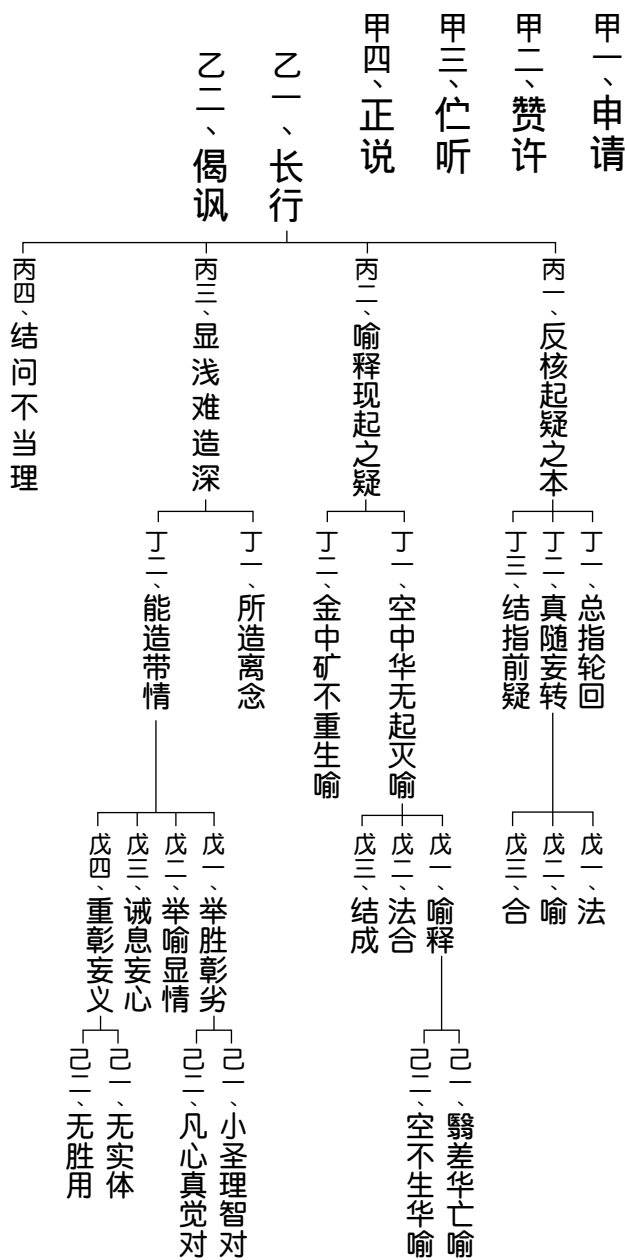 甲一、申请
甲二、赞许
甲三、伫听
甲四、正说
乙一、长行
乙二、偈讽
丙一、反核起疑之本
丙二、喻释现起之疑
丙三、显浅难造深
丙四、结问不当理
丁一、总指轮回
丁二、真随妄转
丁三、结指前疑
丁一、空中华无起灭喻
丁二、金中矿不重生喻
丁一、所造离念
丁二、能造带情
戊一、法
戊二、喻
戊三、合
戊一、喻释
戊二、法合
戊三、结成
戊一、举胜彰劣
戊二、举喻显情
戊三、诫息妄心
戊四、重彰妄义
己一、翳差华亡喻
己二、空不生华喻
己一、小圣理智对
己二、凡心真觉对
己一、无实体
己二、无胜用